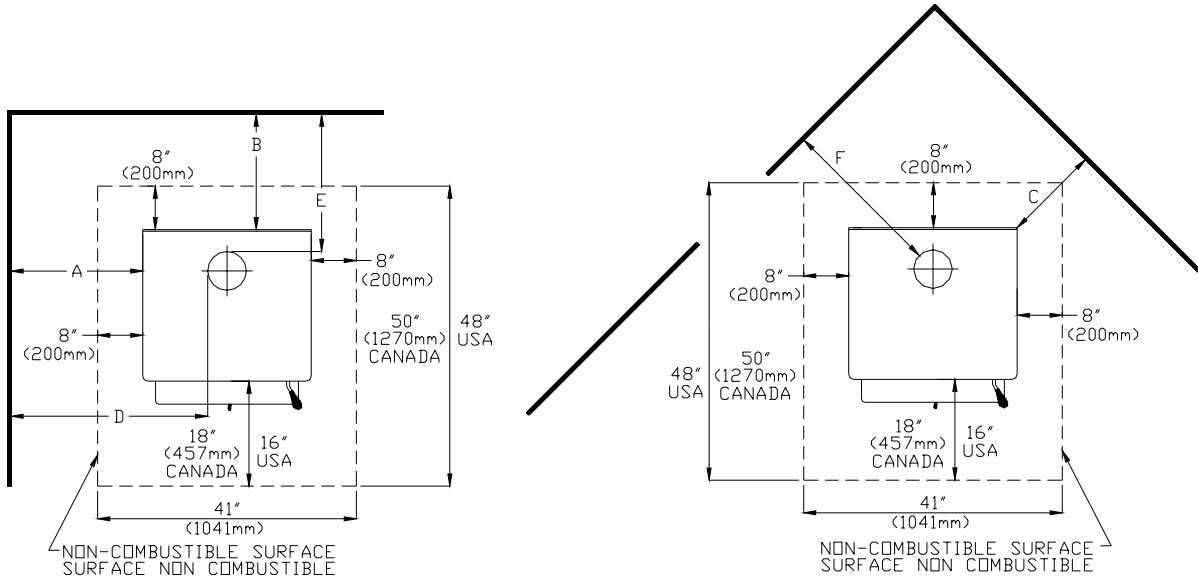 B
8"
(200mm)
E
A
8"
(200mm)
8"
(200mm)
50"
(1270mm)
CANADA
48"
USA
D
18"
(457mm)
CANADA
16"
USA
41"
(1041mm)
NON-COMBUSTIBLE SURFACE
SURFACE NON COMBUSTIBLE
F
8"
(200mm)
C
8"
(200mm)
8"
(200mm)
48"
USA
50"
(1270mm)
CANADA
18"
(457mm)
CANADA
16"
USA
41"
(1041mm)
NON-COMBUSTIBLE SURFACE
SURFACE NON COMBUSTIBLE